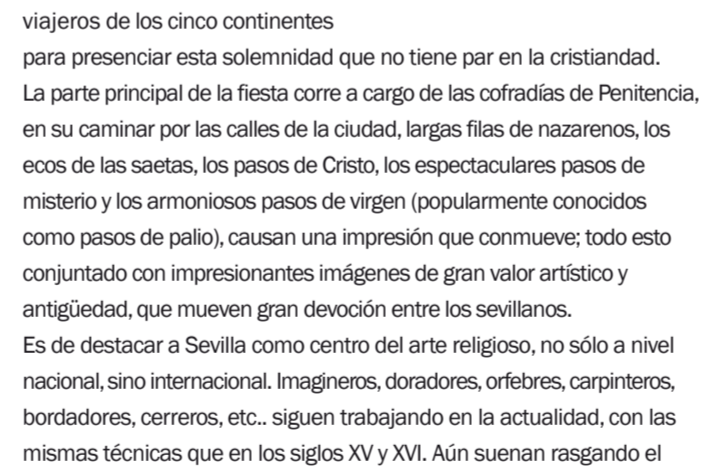 viajeros de los cinco continentes
para presenciar esta solemnidad que no tiene par en la cristiandad.
La parte principal de la fiesta corre a cargo de las cofradías de Penitencia,
en su caminar por las calles de la ciudad, largas filas de nazarenos, los
ecos de las saetas, los pasos de Cristo, los espectaculares pasos de
misterio y los armoniosos pasos de virgen (popularmente conocidos
como pasos de palio), causan una impresión que conmueve; todo esto
conjuntado con impresionantes imágenes de gran valor artístico y
antigüedad, que mueven gran devoción entre los sevillanos.
Es de destacar a Sevilla como centro del arte religioso, no sólo a nivel
nacional, sino internacional. Imagineros, doradores, orfebres, carpinteros,
bordadores, cerreros, etc.. siguen trabajando en la actualidad, con las
mismas técnicas que en los siglos XV y XVI. Aún suenan rasgando el